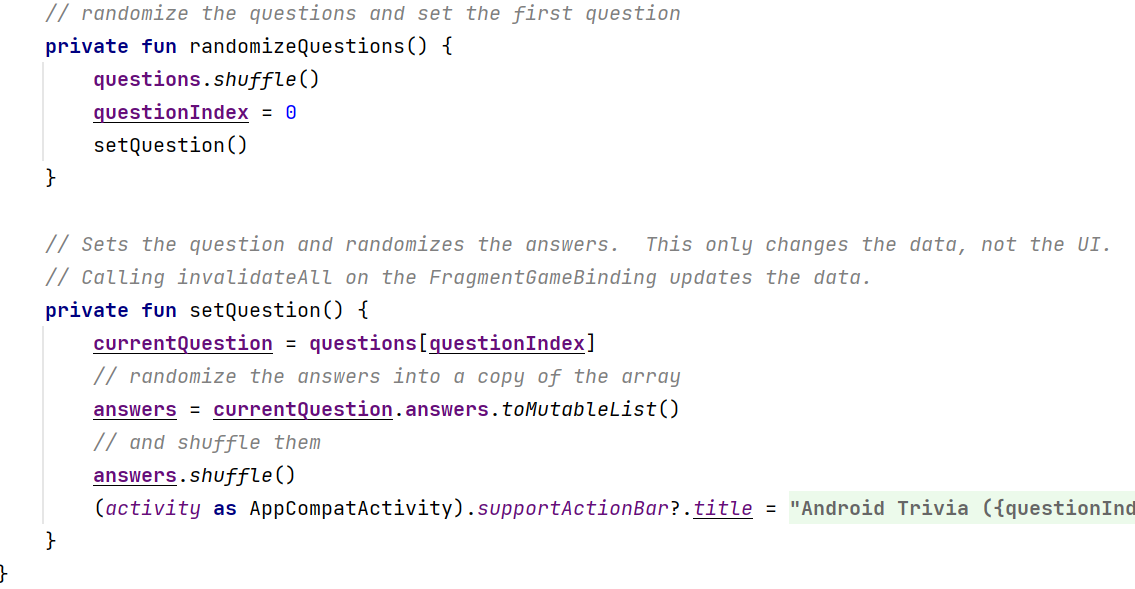 // randomize the questions and set the first question
private fun randomizeQuestions() {
questions.shuffle()
questionIndex = 0
setQuestion()
}
// Sets the question and randomizes the answers.  This only changes the data, not the UI.
// Calling invalidateAll on the FragmentGameBinding updates the data.
private fun setQuestion() {
currentQuestion = questions[questionIndex]
// randomize the answers into a copy of the array
answers = currentQuestion.answers.toMutableList()
// and shuffle them
answers.shuffle()
(activity as AppCompatActivity).supportActionBar?.title = "Android Trivia ({questionInd
}
}